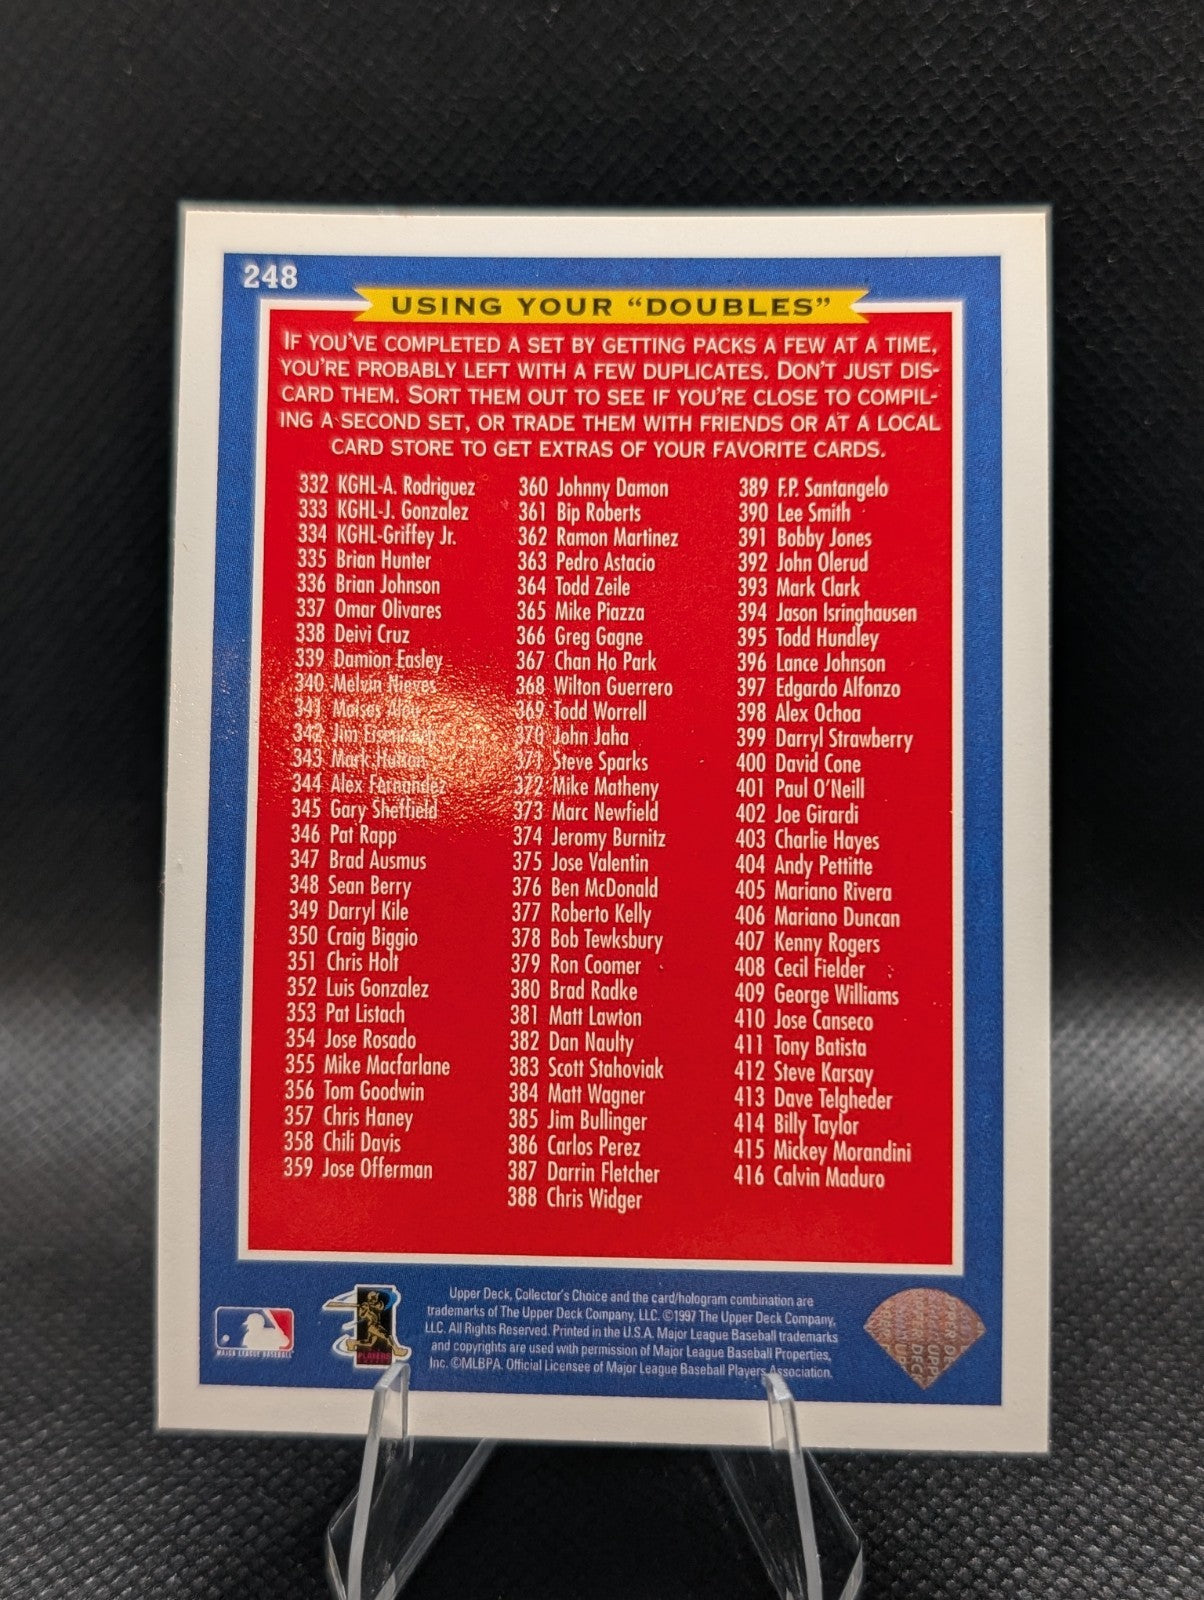 248
USING YOUR "DOUBLES"
IF YOU'VE COMPLETED A SET BY GETTING PACKS A FEW AT A TIME,
YOU'RE PROBABLY LEFT WITH A FEW DUPLICATES. DON'T JUST DIS-
CARD THEM. SORT THEM OUT TO SEE IF YOU'RE CLOSE TO COMPIL-
ING A SECOND SET, OR TRADE THEM WITH FRIENDS OR AT A LOCAL
CARD STORE TO GET EXTRAS OF YOUR FAVORITE CARDS.
332 KGHL-A. Rodriguez
333 KGHL-J. Gonzalez
334 KGHL-Griffey Jr.
335 Brian Hunter
336 Brian Johnson
337 Omar Olivares
338 Deivi Cruz
339 Damion Easley
340 Melvin Nieves
341 Moises Alou
342 Jim Eisenreich
343 Mark Hutton
344 Alex Fernandez
345 Gary Sheffield
346 Pat Rapp
347 Brad Ausmus
348 Sean Berry
349 Darryl Kile
350 Craig Biggio
351 Chris Holt
352 Luis Gonzalez
353 Pat Listach
354 Jose Rosado
355 Mike Macfarlane
356 Tom Goodwin
357 Chris Haney
358 Chili Davis
359 Jose Offerman
360 Johnny Damon
361 Bip Roberts
362 Ramon Martinez
363 Pedro Astacio
364 Todd Zeile
365 Mike Piazza
366 Greg Gagne
367 Chan Ho Park
368 Wilton Guerrero
369 Todd Worrell
370 John Jaha
371 Steve Sparks
372 Mike Matheny
373 Marc Newfield
374 Jeromy Burnitz
375 Jose Valentin
376 Ben McDonald
377 Roberto Kelly
378 Bob Tewksbury
379 Ron Coomer
380 Brad Radke
381 Matt Lawton
382 Dan Naulty
383 Scott Stahoviak
384 Matt Wagner
385 Jim Bullinger
386 Carlos Perez
387 Darrin Fletcher
388 Chris Widger
389 F.P. Santangelo
390 Lee Smith
391 Bobby Jones
392 John Olerud
393 Mark Clark
394 Jason Isringhausen
395 Todd Hundley
396 Lance Johnson
397 Edgardo Alfonzo
398 Alex Ochoa
399 Darryl Strawberry
400 David Cone
401 Paul O'Neill
402 Joe Girardi
403 Charlie Hayes
404 Andy Pettitte
405 Mariano Rivera
406 Mariano Duncan
407 Kenny Rogers
408 Cecil Fielder
409 George Williams
410 Jose Canseco
411 Tony Batista
412 Steve Karsay
413 Dave Telgheder
414 Billy Taylor
415 Mickey Morandini
416 Calvin Maduro
MAJOR LEAGUE BASEBALL
PLAYERS
Upper Deck, Collector's Choice and the card/hologram combination are
trademarks of The Upper Deck Company, LLC. ©1997 The Upper Deck Company,
LLC. All Rights Reserved. Printed in the U.S.A. Major League Baseball trademarks
and copyrights are used with permission of Major League Baseball Properties,
Inc. ©MLBPA. Official Licensee of Major League Baseball Players Association.
UPPER DECK